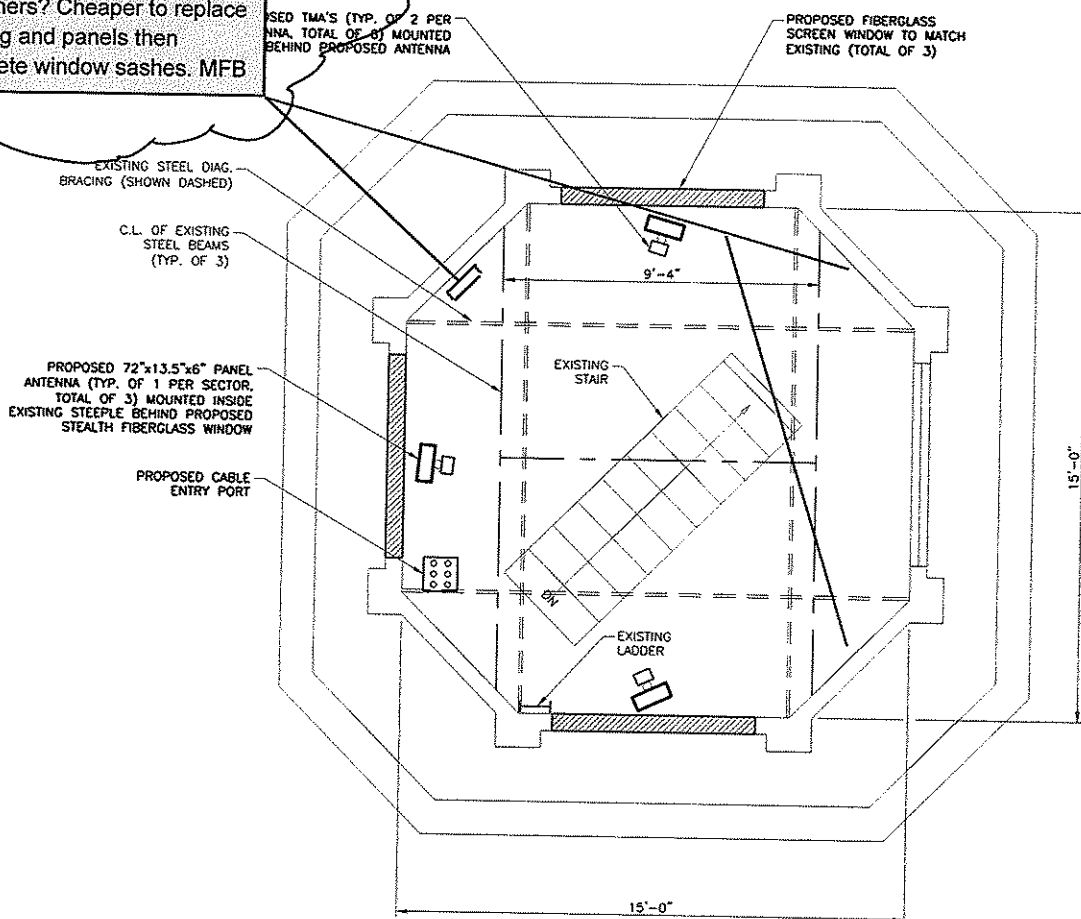 ners? Cheaper to replace
g and panels then
ete window sashes. MFB
SED TMA'S (TYP. OF 2 PER
NNA, TOTAL OF 6) MOUNTED
BEHIND PROPOSED ANTENNA
PROPOSED FIBERGLASS
SCREEN WINDOW TO MATCH
EXISTING (TOTAL OF 3)
EXISTING STEEL DIAG.
BRACING (SHOWN DASHED)
C.L. OF EXISTING
STEEL BEAMS
(TYP. OF 3)
9'-4"
EXISTING
STAIR
PROPOSED 72"x13.5"x6" PANEL
ANTENNA (TYP. OF 1 PER SECTOR,
TOTAL OF 3) MOUNTED INSIDE
EXISTING STEEPLE BEHIND PROPOSED
STEALTH FIBERGLASS WINDOW
PROPOSED CABLE
ENTRY PORT
15'-0"
DN
EXISTING
LADDER
15'-0"